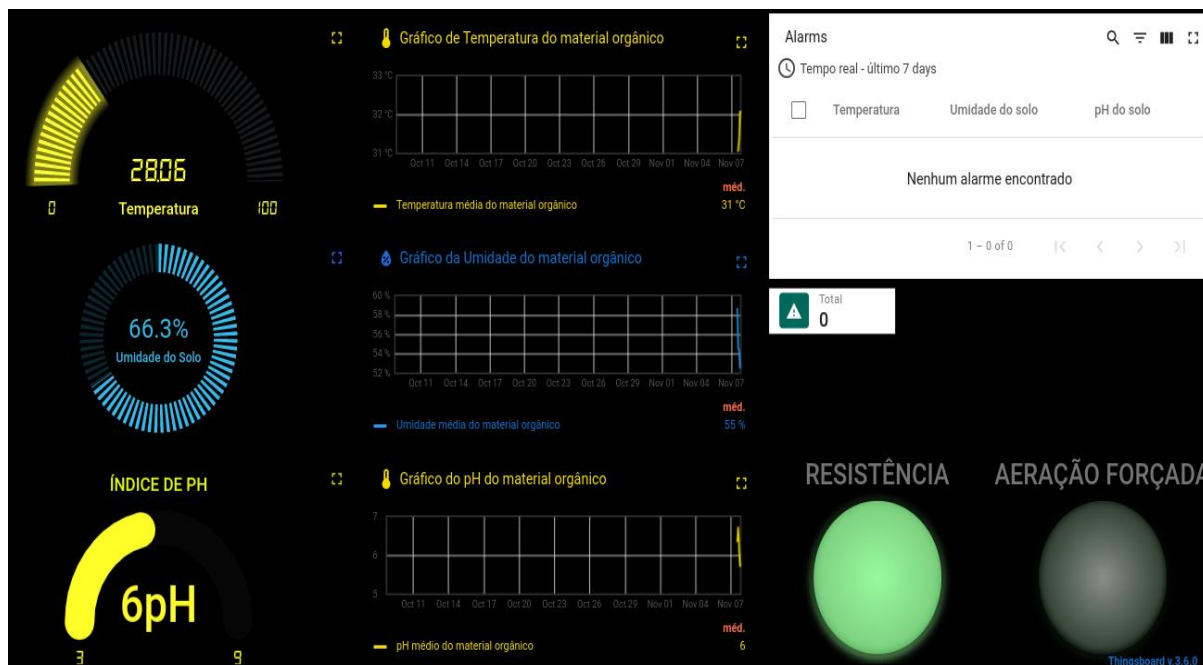 28.06
0
Temperatura
100
66.3%
Umidade do Solo
ÍNDICE DE PH
6pH
3
9
Gráfico de Temperatura do material orgânico
33 °C
32 °C
31 °C
Oct 11 Oct 14 Oct 17 Oct 20 Oct 23 Oct 26 Oct 29 Nov 01 Nov 04 Nov 07
méd.
Temperatura média do material orgânico 31 °C
Gráfico da Umidade do material orgânico
60 %
58 %
56 %
54 %
52 %
Oct 11 Oct 14 Oct 17 Oct 20 Oct 23 Oct 26 Oct 29 Nov 01 Nov 04 Nov 07
méd.
Umidade média do material orgânico 55 %
Gráfico do pH do material orgânico
7
6
5
Oct 11 Oct 14 Oct 17 Oct 20 Oct 23 Oct 26 Oct 29 Nov 01 Nov 04 Nov 07
méd.
pH médio do material orgânico 6
Alarms
Tempo real - último 7 days
Temperatura Umidade do solo pH do solo
Nenhum alarme encontrado
1 – 0 of 0
Total
0
RESISTÊNCIA
AERAÇÃO FORÇADA
Thingsboard v.3.6.0